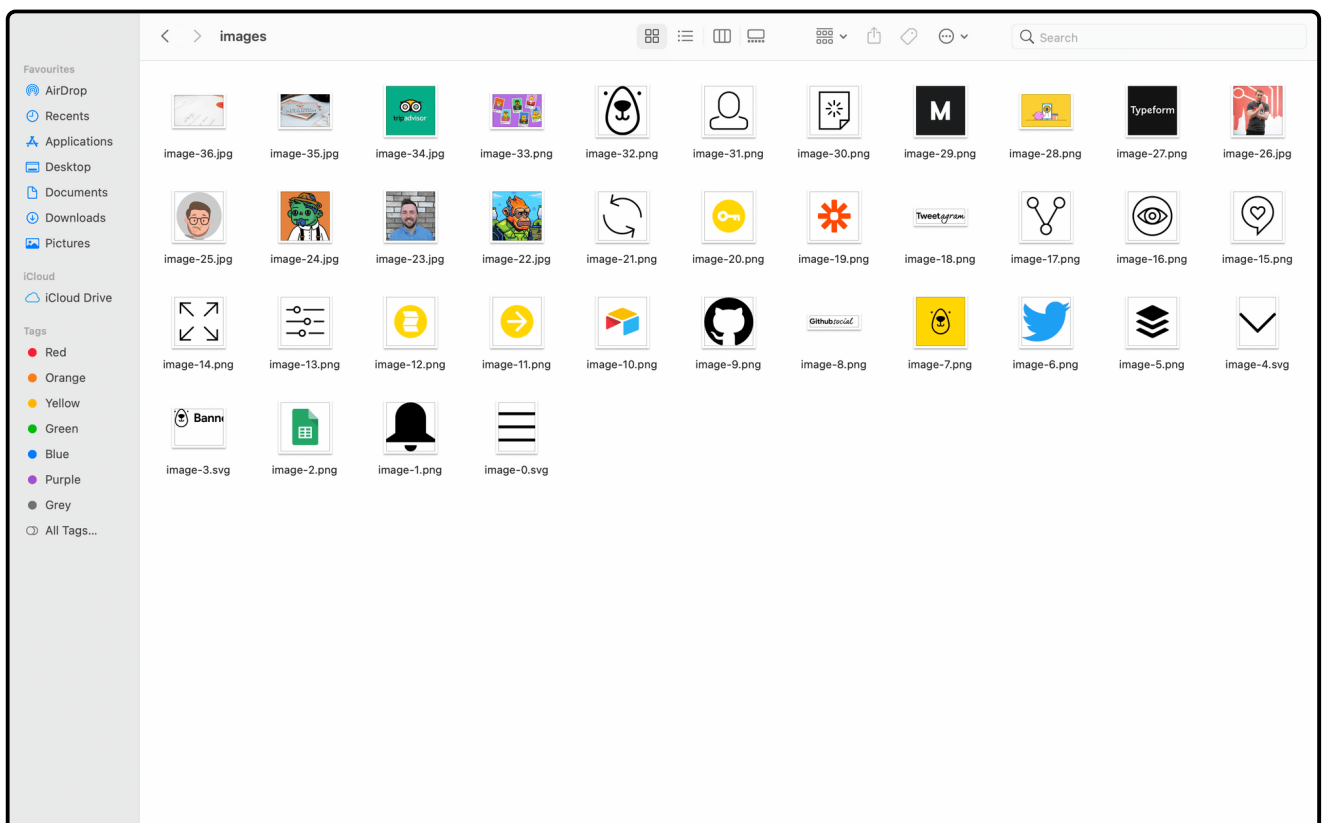 images
Search
Favourites
AirDrop
Recents
Applications
Desktop
Documents
Downloads
Pictures
iCloud
iCloud Drive
Tags
Red
Orange
Yellow
Green
Blue
Purple
Grey
All Tags...
tripadvisor
M
Typeform
image-36.jpg image-35.jpg image-34.jpg image-33.png image-32.png image-31.png image-30.png image-29.png image-28.png image-27.png image-26.jpg
Tweetagram
image-25.jpg image-24.jpg image-23.jpg image-22.jpg image-21.png image-20.png image-19.png image-18.png image-17.png image-16.png image-15.png
Githubsocial
image-14.png image-13.png image-12.png image-11.png image-10.png image-9.png image-8.png image-7.png image-6.png image-5.png image-4.svg
Bann
image-3.svg image-2.png image-1.png image-0.svg